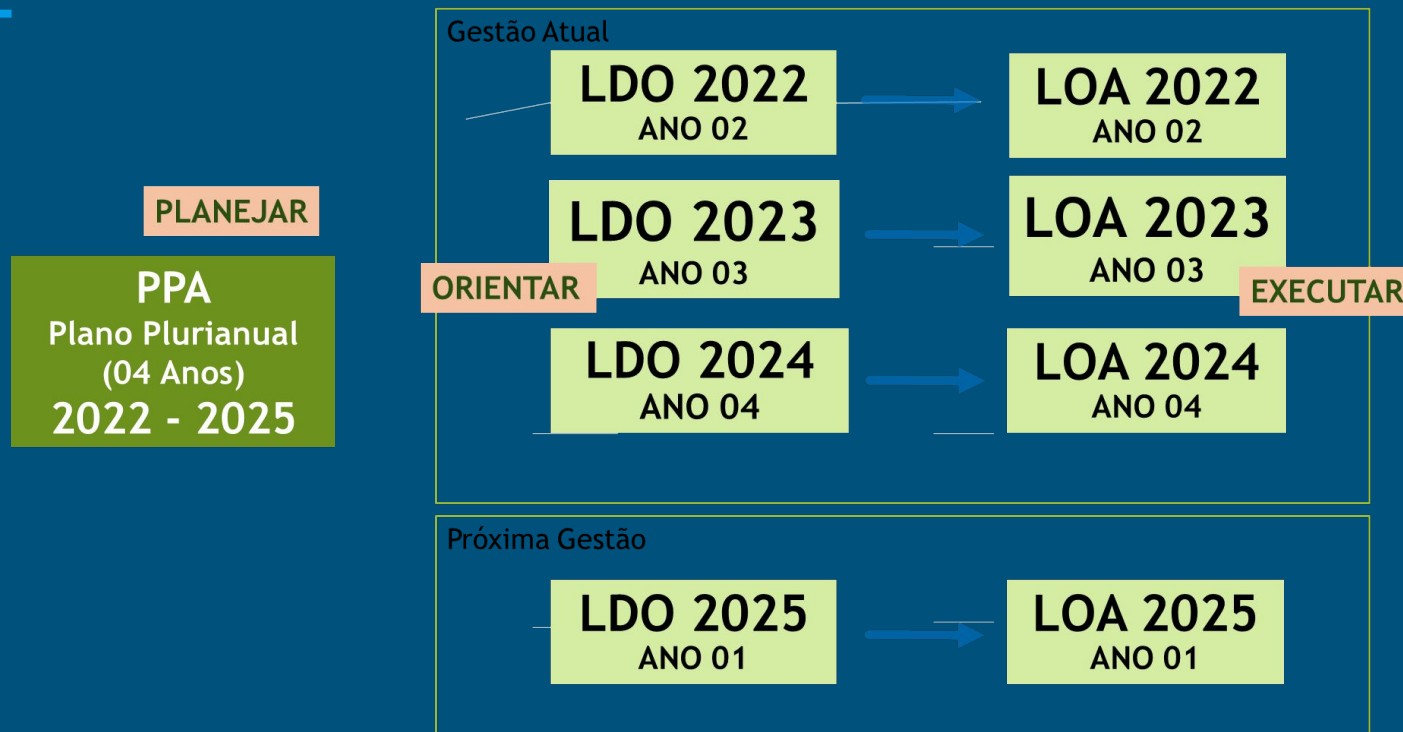 PLANEJAR
PPA
Plano Plurianual
(04 Anos)
2022 - 2025
Gestão Atual
LDO 2022
ANO 02
LOA 2022
ANO 02
LDO 2023
ANO 03
LOA 2023
ANO 03
ORIENTAR
EXECUTAR
LDO 2024
ANO 04
LOA 2024
ANO 04
Próxima Gestão
LDO 2025
ANO 01
LOA 2025
ANO 01